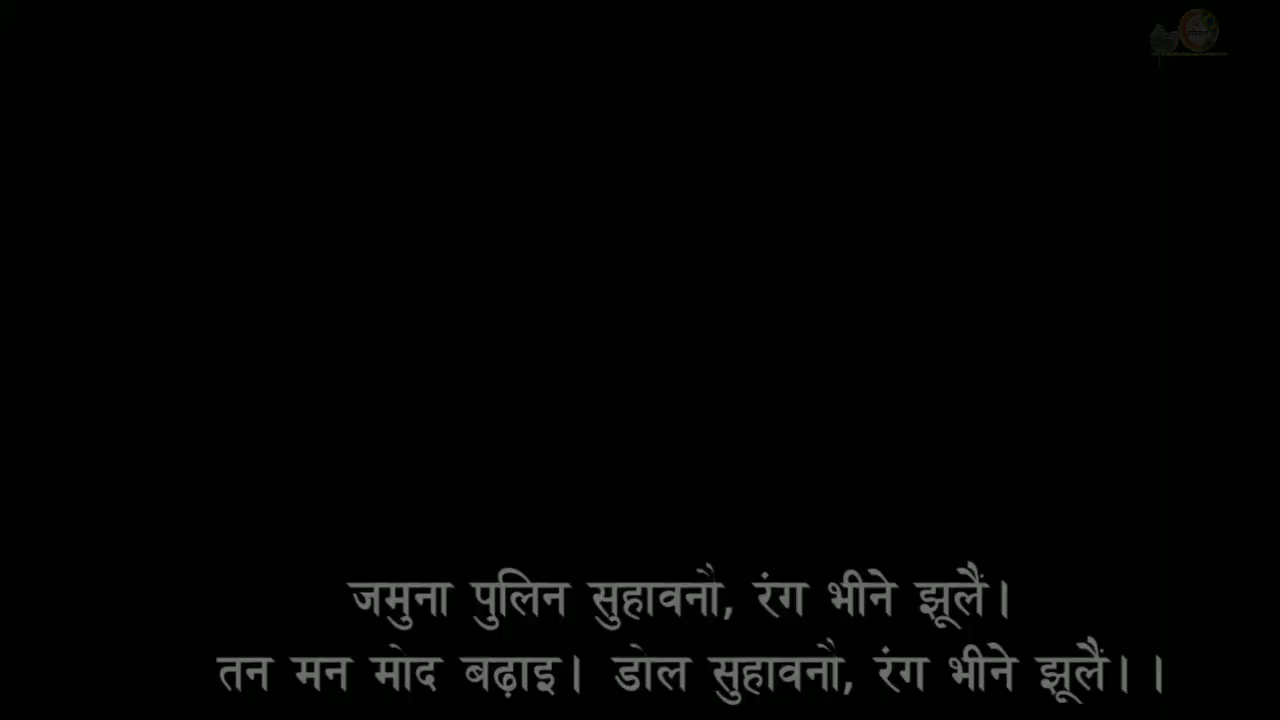 जमुना पुलिन सुहावनौ, रंग भीने झूलैं।
तन मन मोद बढ़ाइ। डोल सुहावनौ, रंग भीने झूलैं।।